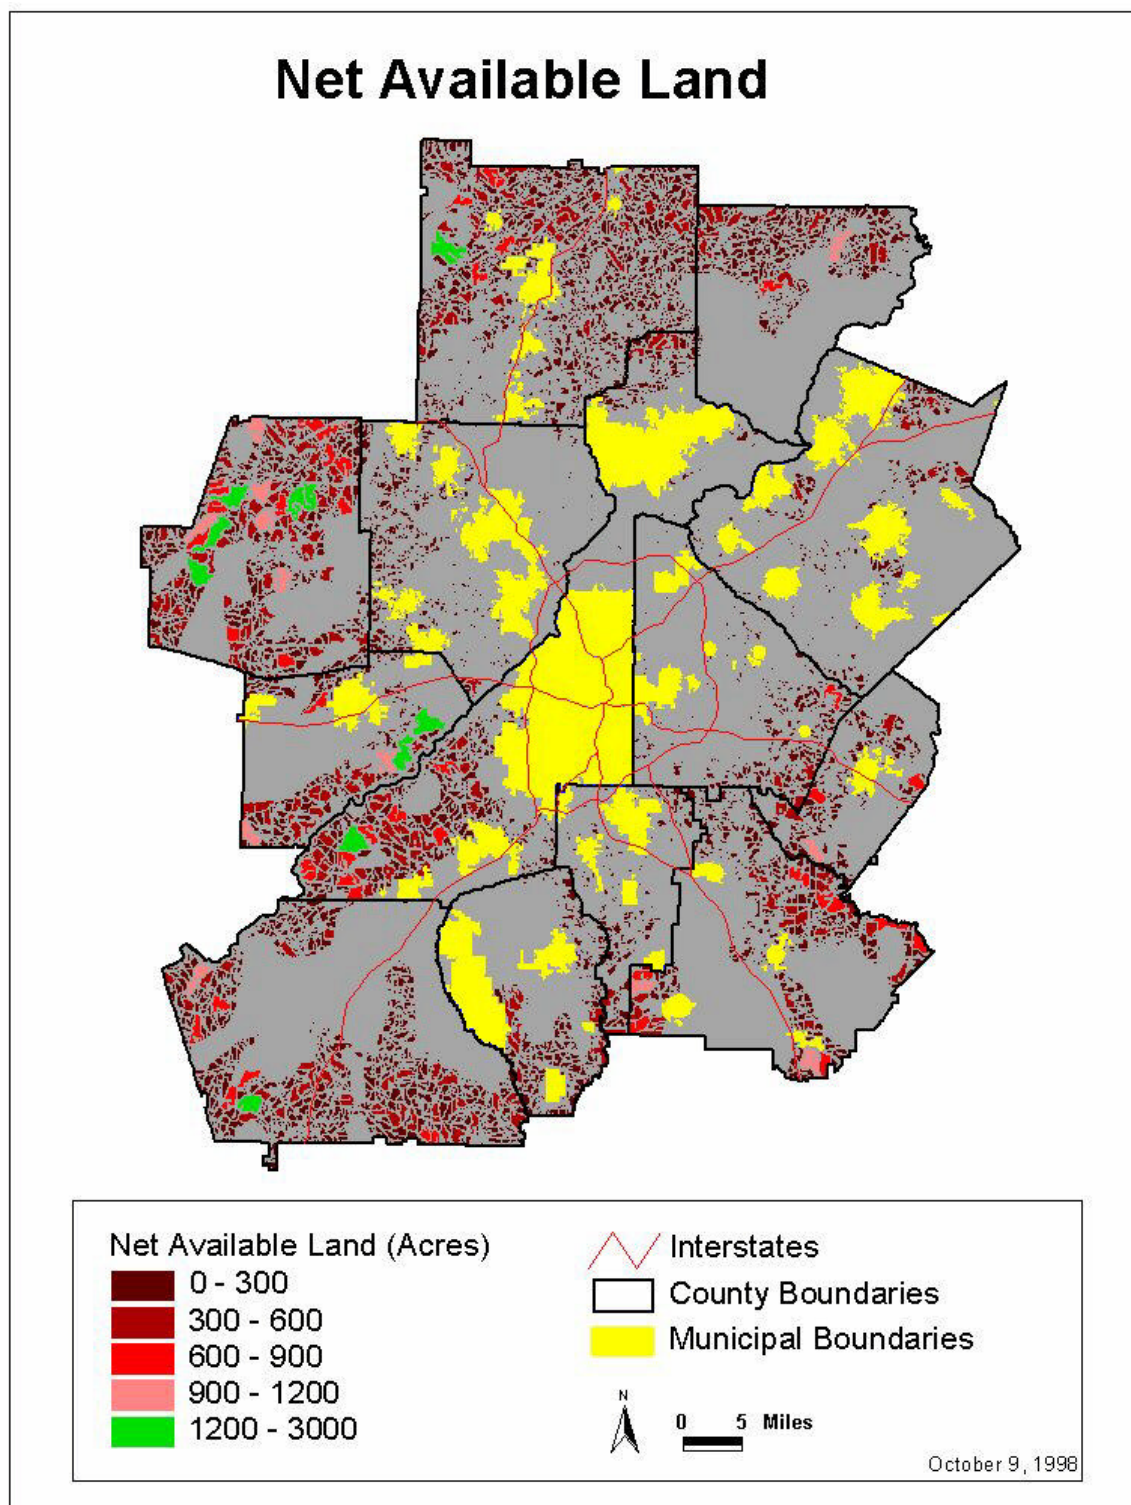 Net Available Land
Net Available Land (Acres)
0 - 300
300 - 600
600 - 900
900 - 1200
1200 - 3000
Interstates
County Boundaries
Municipal Boundaries
N
0 5 Miles
October 9, 1998